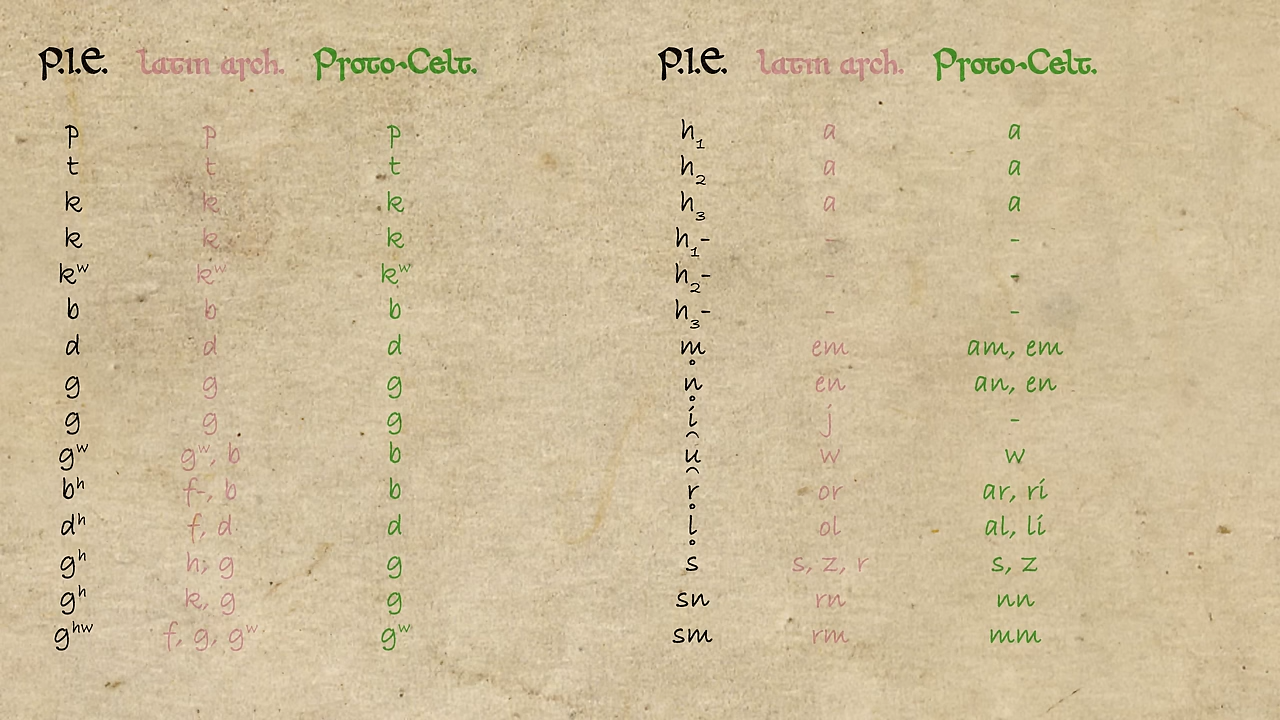 P.I.E. Latin arch. Proto-Celt.
p p p
t t t
k k k
k k k
kʷ kʷ kʷ
b b b
d d d
g g g
g g g
gʷ gʷ, b b
bʰ f-, b b
dʰ f, d d
gʰ h, g g
gʰ k, g g
gʰʷ f, g, gʷ gʷ
P.I.E. Latin arch. Proto-Celt.
h₁ a a
h₂ a a
h₃ a a
h₁- - -
h₂- - -
h₃- - -
m̥ em am, em
n̥ en an, en
i̯ j -
u̯ w w
r̥ or ar, rí
l̥ ol al, lí
s s, z, r s, z
sn rn nn
sm rm mm